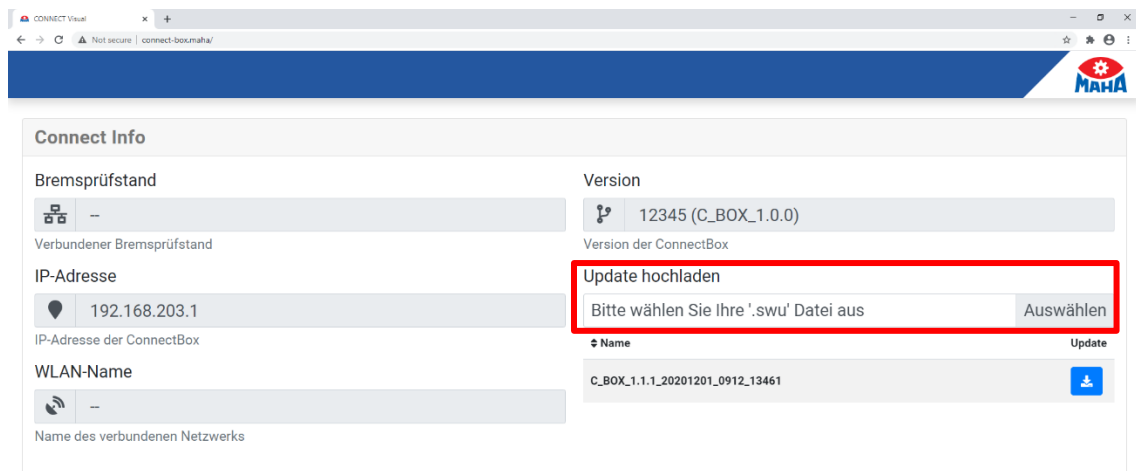 CONNECT Visual
Not secure | connect-box.maha/
MAHA
Connect Info
Bremsprüfstand
--
Verbundener Bremsprüfstand
IP-Adresse
192.168.203.1
IP-Adresse der ConnectBox
WLAN-Name
--
Name des verbundenen Netzwerks
Version
12345 (C_BOX_1.0.0)
Version der ConnectBox
Update hochladen
Bitte wählen Sie Ihre '.swu' Datei aus Auswählen
Name Update
C_BOX_1.1.1_20201201_0912_13461